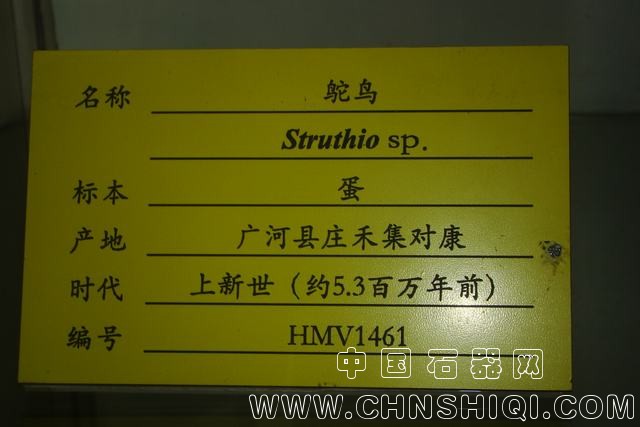 名称 鸵鸟
Struthio sp.
标本 蛋
产地 广河县庄禾集对康
时代 上新世（约5.3百万年前）
编号 HMV1461
中国石器网
WWW.CHNSHIQI.COM